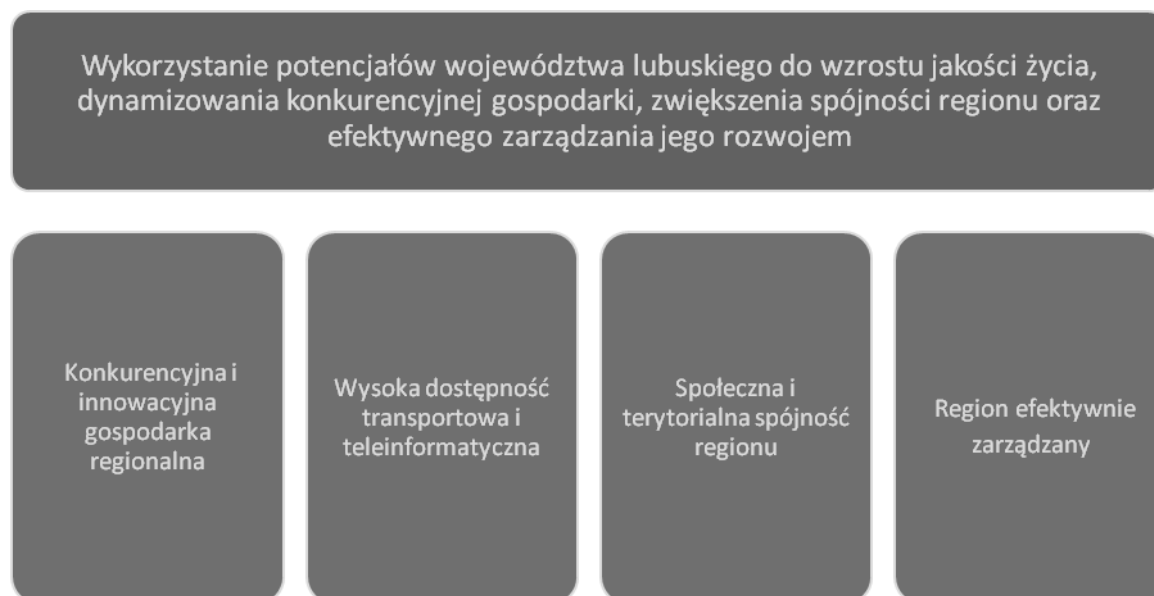 Wykorzystanie potencjałów województwa lubuskiego do wzrostu jakości życia,
dynamizowania konkurencyjnej gospodarki, zwiększenia spójności regionu oraz
efektywnego zarządzania jego rozwojem
Konkurencyjna i
innowacyjna
gospodarka
regionalna
Wysoka dostępność
transportowa i
teleinformatyczna
Społeczna i
terytorialna spójność
regionu
Region efektywnie
zarządzany